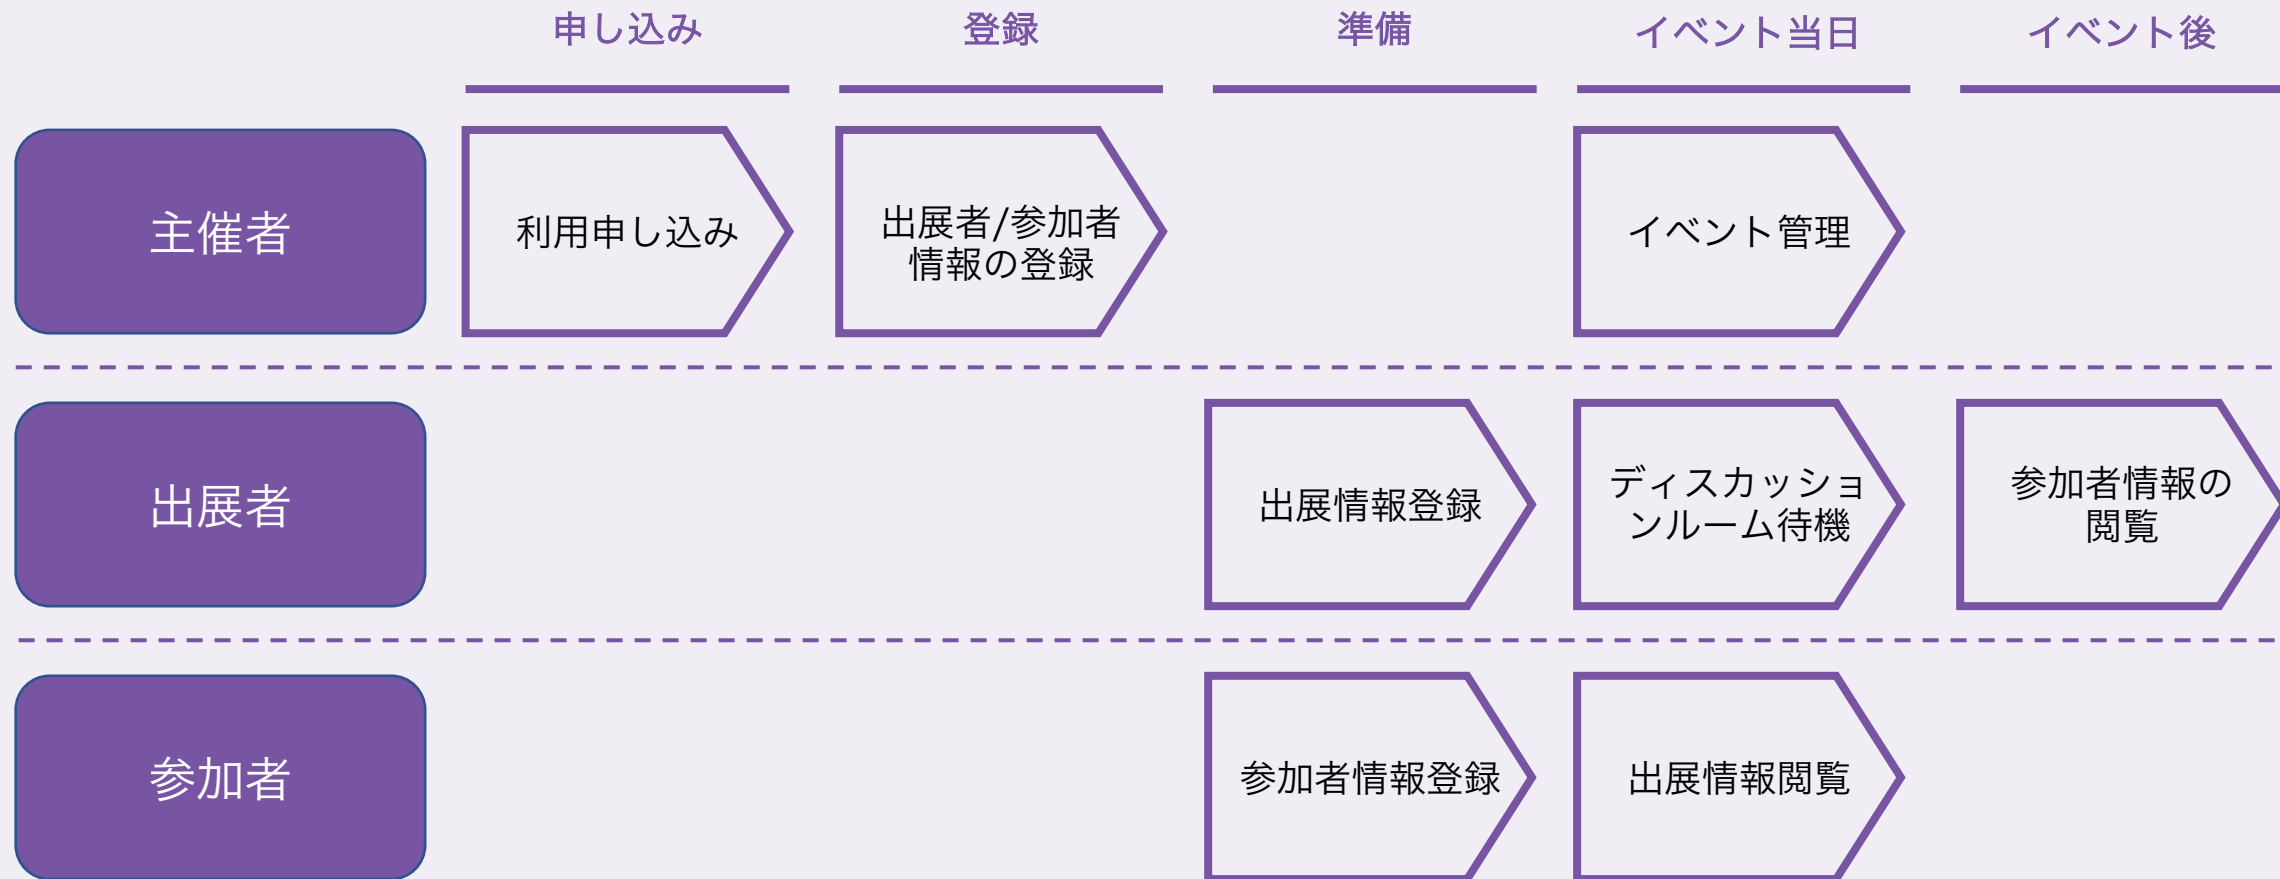 申し込み
登録
準備
イベント当日
イベント後
主催者
利用申し込み
出展者/参加者
情報の登録
イベント管理
出展者
出展情報登録
ディスカッショ
ンルーム待機
参加者情報の
閲覧
参加者
参加者情報登録
出展情報閲覧